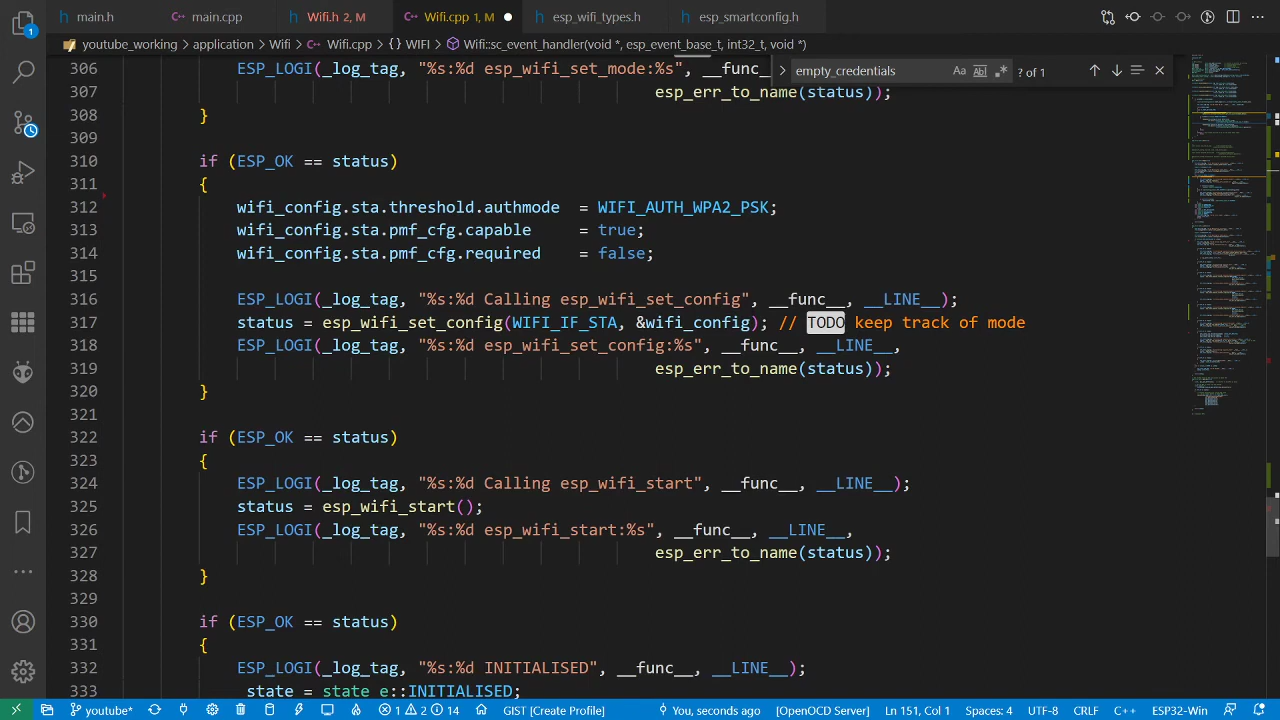 main.h main.cpp Wifi.h 2, M Wifi.cpp 1, M esp_wifi_types.h esp_smartconfig.h
youtube_working application Wifi Wifi.cpp {} WIFI Wifi::sc_event_handler(void *, esp_event_base_t, int32_t, void *)
empty_credentials Aa ab ? of 1
306 ESP_LOGI(_log_tag, "%s:%d esp_wifi_set_mode:%s", __func_
307 esp_err_to_name(status));
308 }
309
310 if (ESP_OK == status)
311 {
312 wifi_config.sta.threshold.authmode = WIFI_AUTH_WPA2_PSK;
313 wifi_config.sta.pmf_cfg.capable = true;
314 wifi_config.sta.pmf_cfg.required = false;
315
316 ESP_LOGI(_log_tag, "%s:%d Calling esp_wifi_set_config", __func__, __LINE__);
317 status = esp_wifi_set_config(WIFI_IF_STA, &wifi_config); // TODO keep track of mode
318 ESP_LOGI(_log_tag, "%s:%d esp_wifi_set_config:%s", __func__, __LINE__,
319 esp_err_to_name(status));
320 }
321
322 if (ESP_OK == status)
323 {
324 ESP_LOGI(_log_tag, "%s:%d Calling esp_wifi_start", __func__, __LINE__);
325 status = esp_wifi_start();
326 ESP_LOGI(_log_tag, "%s:%d esp_wifi_start:%s", __func__, __LINE__,
327 esp_err_to_name(status));
328 }
329
330 if (ESP_OK == status)
331 {
332 ESP_LOGI(_log_tag, "%s:%d INITIALISED", __func__, __LINE__);
333 _state = state_e::INITIALISED;
youtube* 1 2 14 GIST [Create Profile] You, seconds ago [OpenOCD Server] Ln 151, Col 1 Spaces: 4 UTF-8 CRLF C++ ESP32-Win